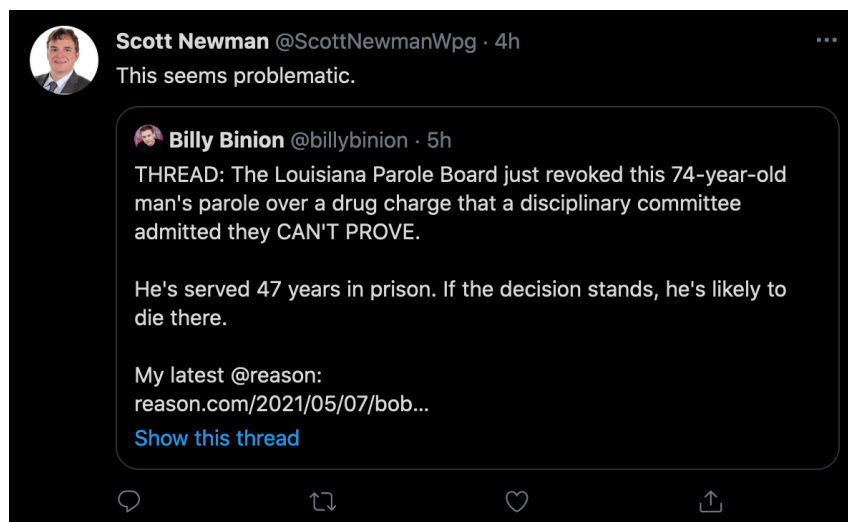 Scott Newman @ScottNewmanWpg · 4h
This seems problematic.
Billy Binion @billybinion · 5h
THREAD: The Louisiana Parole Board just revoked this 74-year-old
man's parole over a drug charge that a disciplinary committee
admitted they CAN'T PROVE.
He's served 47 years in prison. If the decision stands, he's likely to
die there.
My latest @reason:
reason.com/2021/05/07/bob...
Show this thread